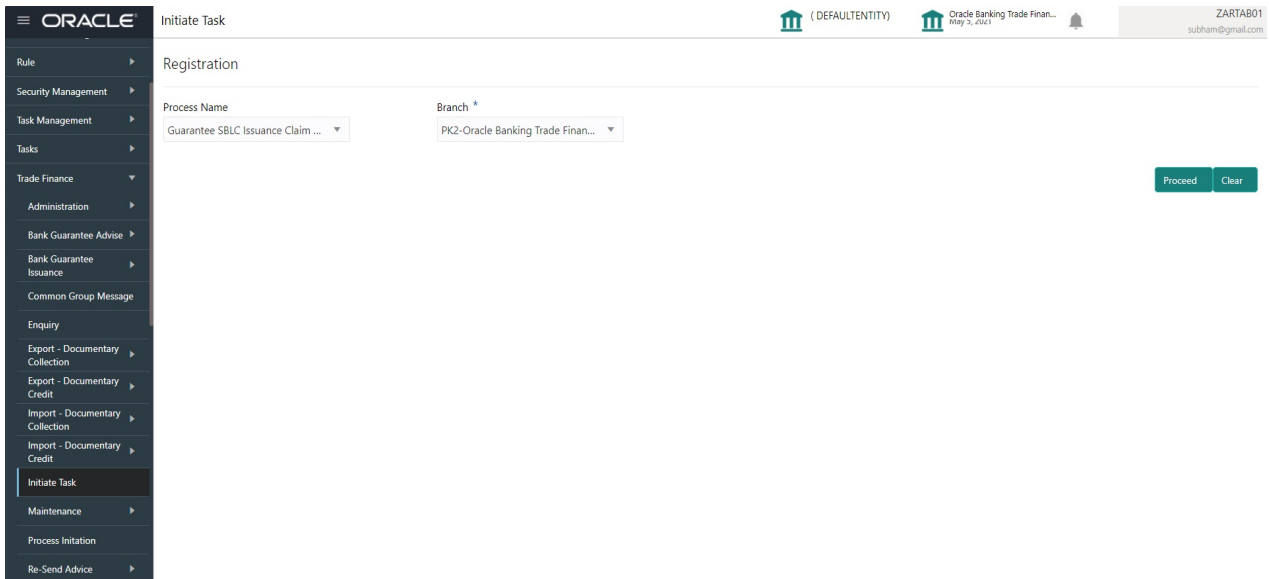 ORACLE
Initiate Task
( DEFAULTENTITY)
Oracle Banking Trade Finan...
May 5, 2021
ZARTAB01
subham@gmail.com
Rule
Security Management
Task Management
Tasks
Trade Finance
Administration
Bank Guarantee Advise
Bank Guarantee
Issuance
Common Group Message
Enquiry
Export - Documentary
Collection
Export - Documentary
Credit
Import - Documentary
Collection
Import - Documentary
Credit
Initiate Task
Maintenance
Process Initation
Re-Send Advice
Registration
Process Name
Branch *
Guarantee SBLC Issuance Claim ...
PK2-Oracle Banking Trade Finan...
Proceed
Clear